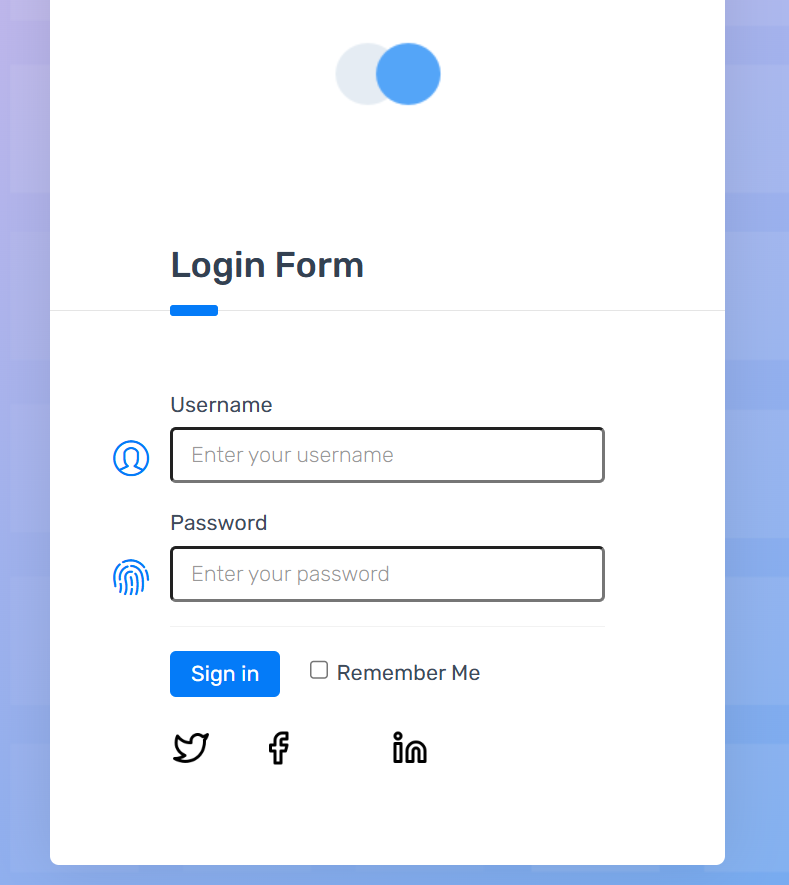 Login Form
Username
Enter your username
Password
Enter your password
Sign in
Remember Me